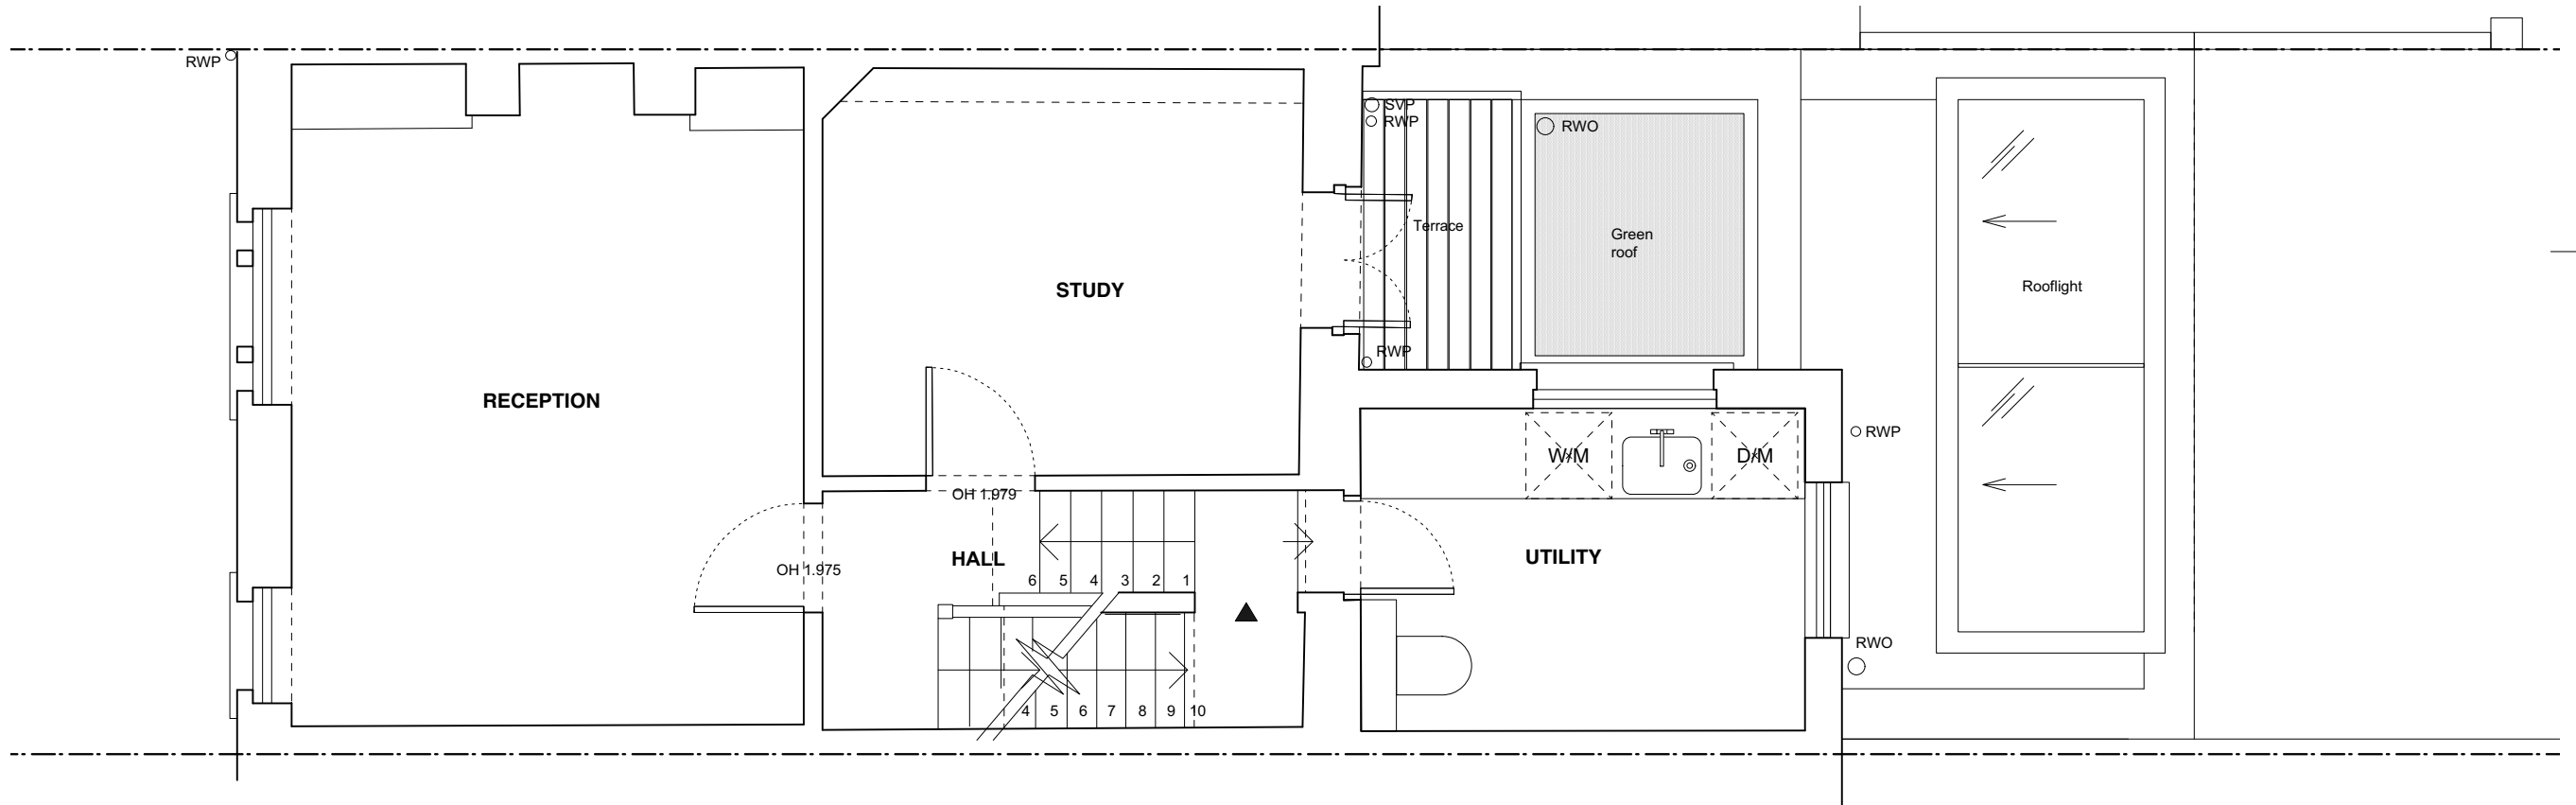 RWP
SVP
RWP
RWO
Terrace
Green
roof
Rooflight
STUDY
RWP
RECEPTION
W/M
D/M
RWP
OH 1.979
HALL
OH 1.975
UTILITY
6 5 4 3 2 1
RWO
4 5 6 7 8 9 10